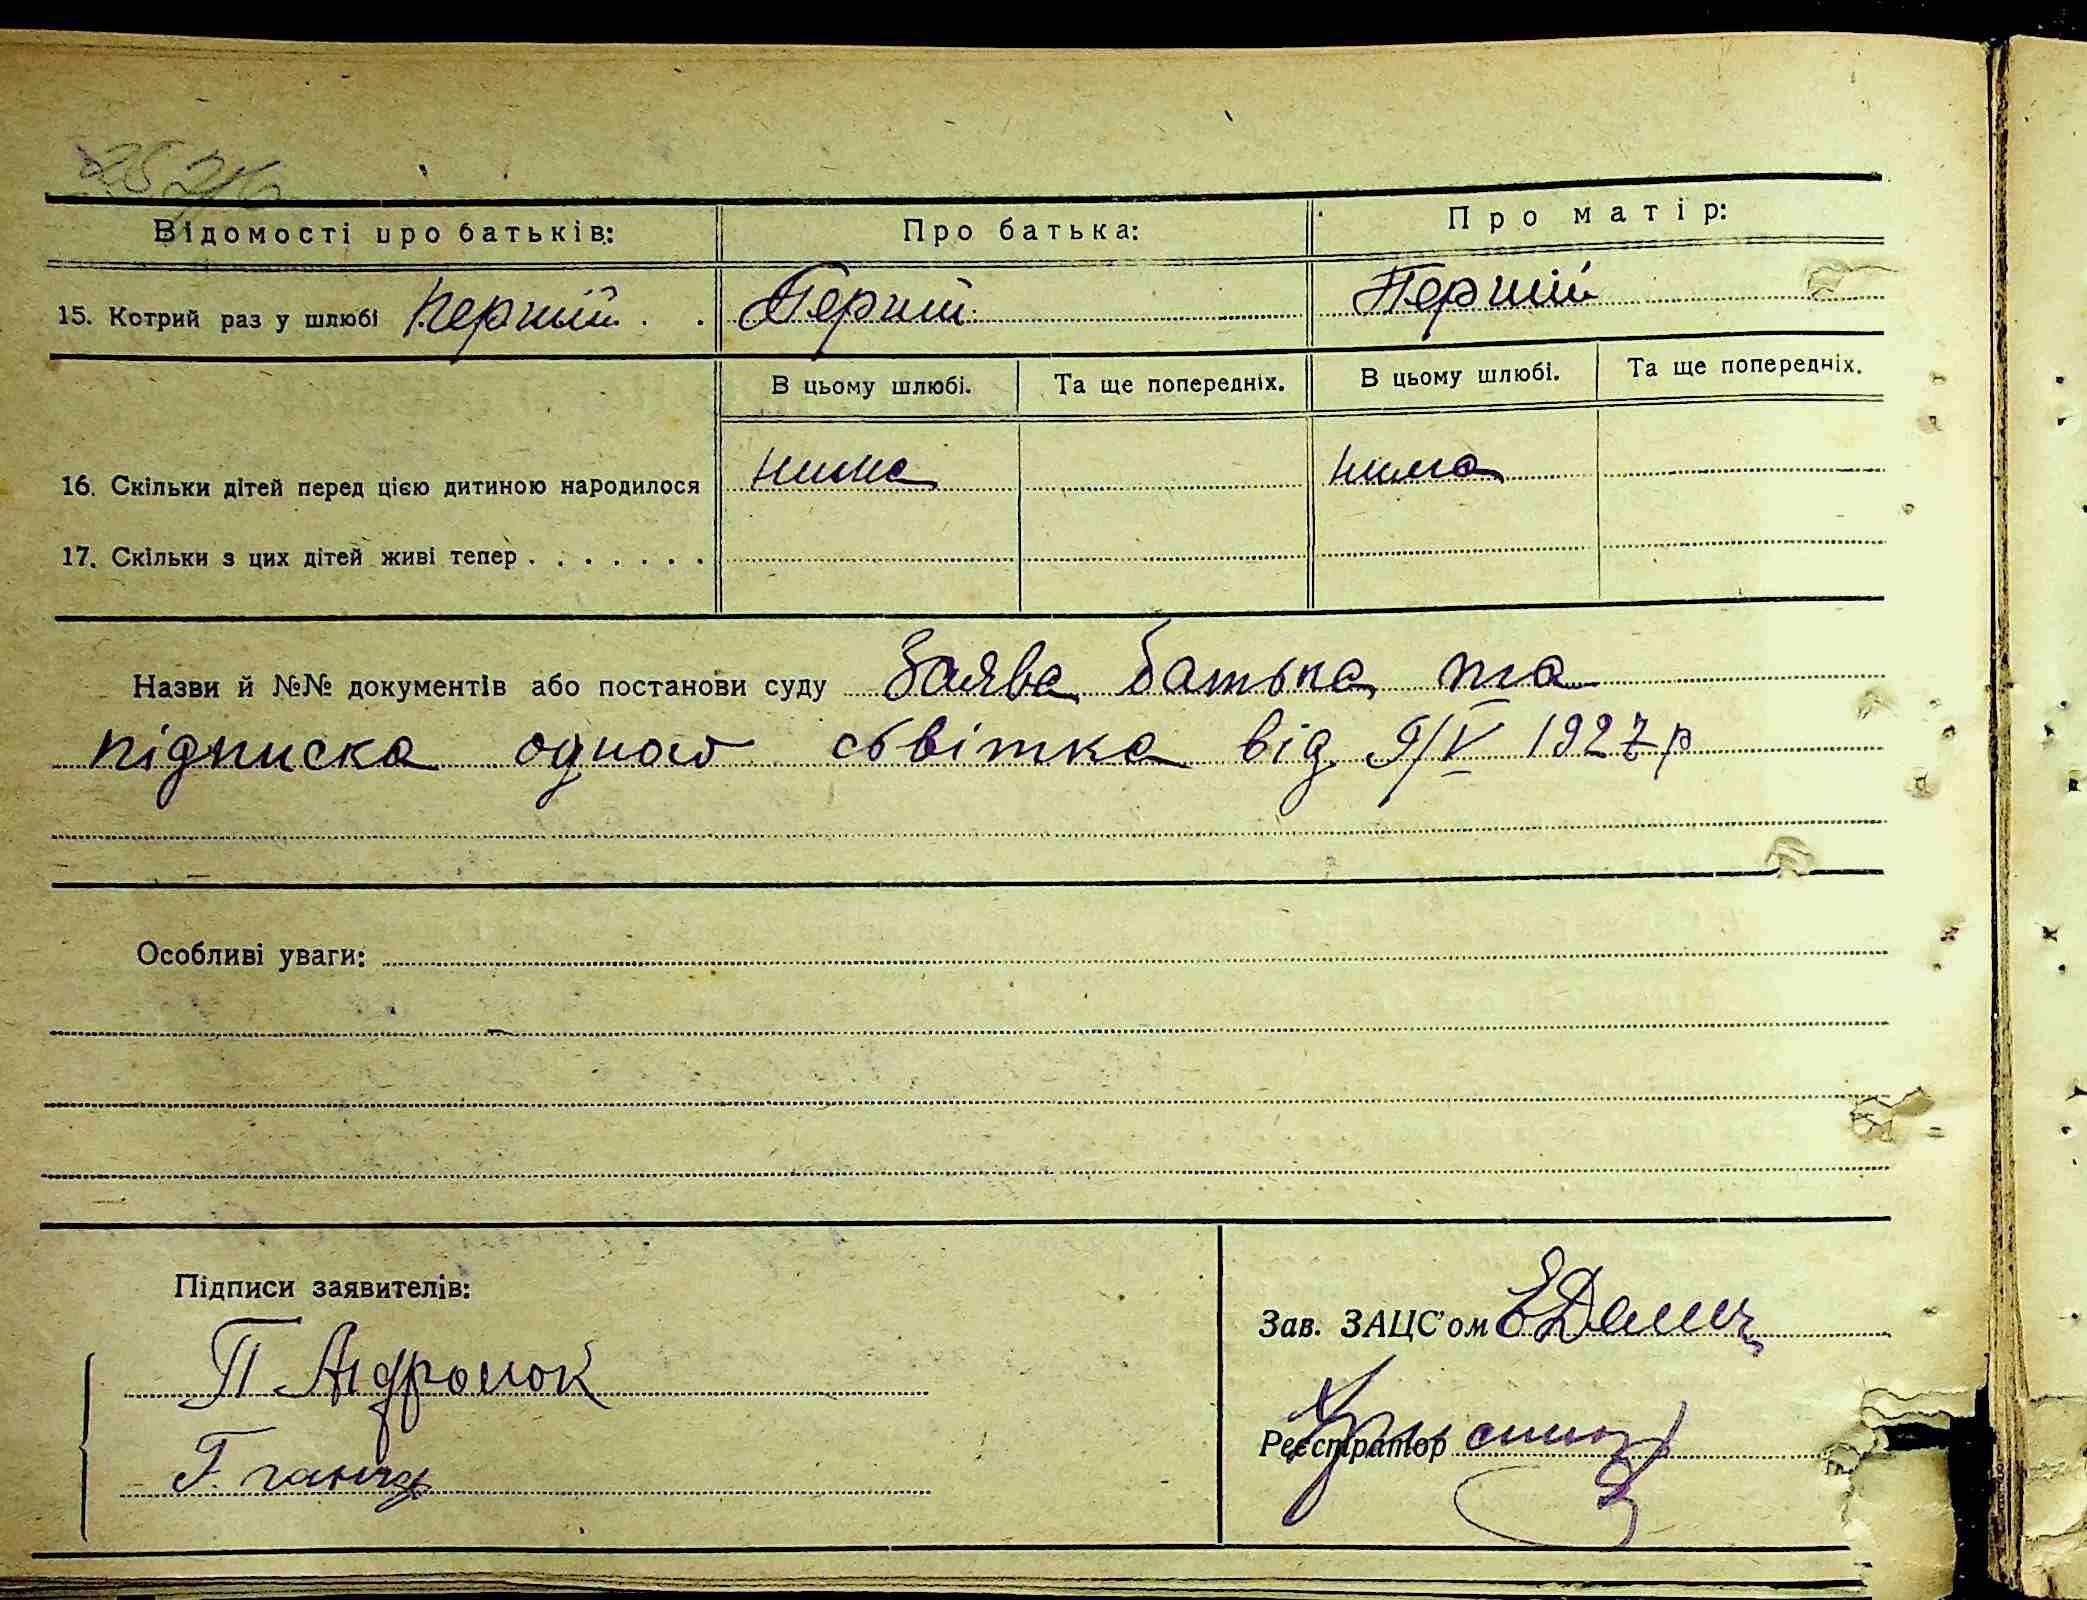 Відомості про батьків: Про батька: Про матір:
15. Котрий раз у шлюбі Перший . . Перший Перший
В цьому шлюбі. Та ще попередніх. В цьому шлюбі. Та ще попередніх.
16. Скільки дітей перед цією дитиною народилося нима нима
17. Скільки з цих дітей живі тепер . . . . . . .
Назви й №№ документів або постанови суду Заява батька та
підписка одного сввітка від 9/V 1927 р
Особливі уваги:
Підписи заявителів:
Зав. ЗАЦС'ом
П Андронок
Реєстратор
Г.